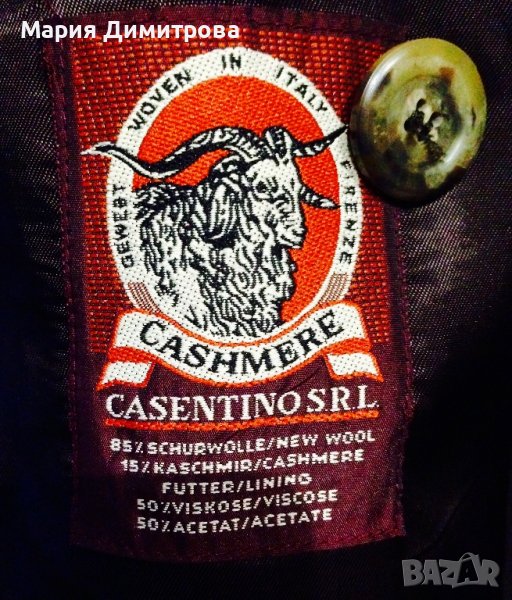 Мария Димитрова
GEWEBT WOVEN IN ITALY FIRENZE
CASHMERE
CASENTINO S.R.L.
85% SCHURWOLLE/NEW WOOL
15% KASCHMIR/CASHMERE
FUTTER/LINING
50% VISKOSE/VISCOSE
50% ACETAT/ACETATE
BAZAR